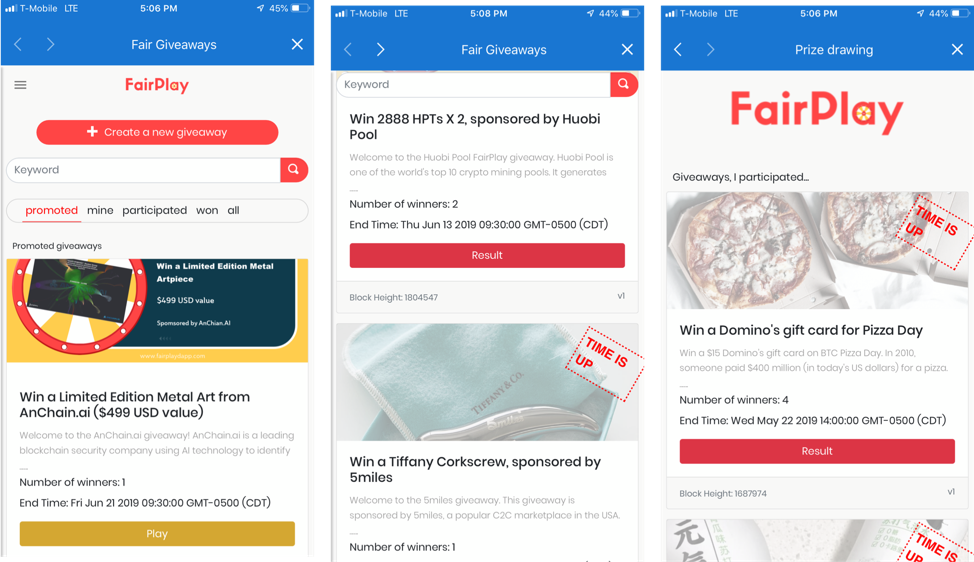 T-Mobile LTE 5:06 PM 45%
Fair Giveaways
FairPlay
Create a new giveaway
Keyword
promoted mine participated won all
Promoted giveaways
Win a Limited Edition Metal
Artpiece
$499 USD value
Sponsored by AnChian.AI
www.fairplaydapp.com
Win a Limited Edition Metal Art from
AnChain.ai ($499 USD value)
Welcome to the AnChain.ai giveaway! AnChain.ai is a leading
blockchain security company using AI technology to identify
Number of winners: 1
End Time: Fri Jun 21 2019 09:30:00 GMT-0500 (CDT)
Play
T-Mobile LTE 5:08 PM 44%
Fair Giveaways
Keyword
Win 2888 HPTs X 2, sponsored by Huobi
Pool
Welcome to the Huobi Pool FairPlay giveaway. Huobi Pool is
one of the world's top 10 crypto mining pools. It generates
....
Number of winners: 2
End Time: Thu Jun 13 2019 09:30:00 GMT-0500 (CDT)
Result
Block Height: 1804547 v1
TIME IS
UP
TIFFANY & CO.
Win a Tiffany Corkscrew, sponsored by
5miles
Welcome to the 5miles giveaway. This giveaway is
sponsored by 5miles, a popular C2C marketplace in the USA.
Number of winners: 1
T-Mobile LTE 5:06 PM 44%
Prize drawing
FairPlay
Giveaways, I participated...
TIME IS
UP
Win a Domino's gift card for Pizza Day
Win a $15 Domino's gift card on BTC Pizza Day. In 2010,
someone paid $400 million (in today's US dollars) for a pizza.
Number of winners: 4
End Time: Wed May 22 2019 14:00:00 GMT-0500 (CDT)
Result
Block Height: 1687974 v1
TIME IS
UP
元
気